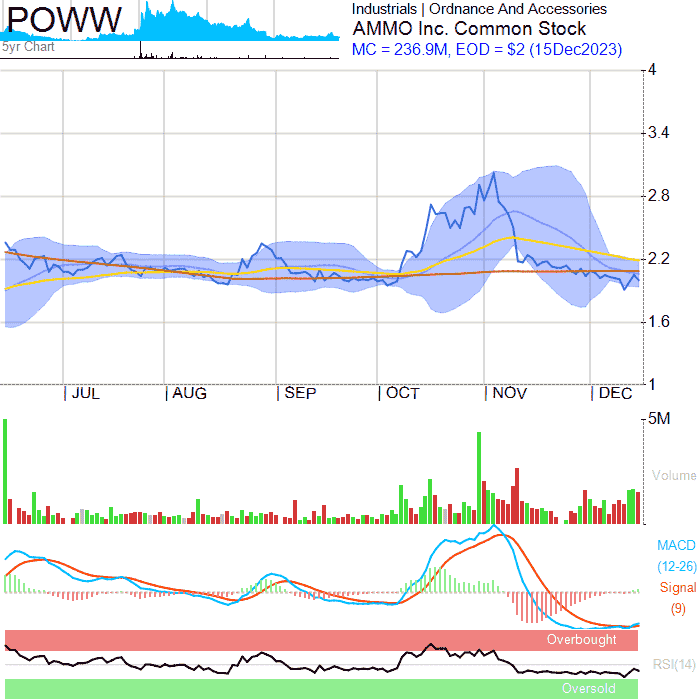 POWW
5yr Chart
Industrials | Ordnance And Accessories
AMMO Inc. Common Stock
MC = 236.9M, EOD = $2 (15Dec2023)
4
3.4
2.8
2.2
1.6
1
JUL AUG SEP OCT NOV DEC
5M
Volume
MACD
(12-26)
Signal
(9)
Overbought
RSI(14)
Oversold